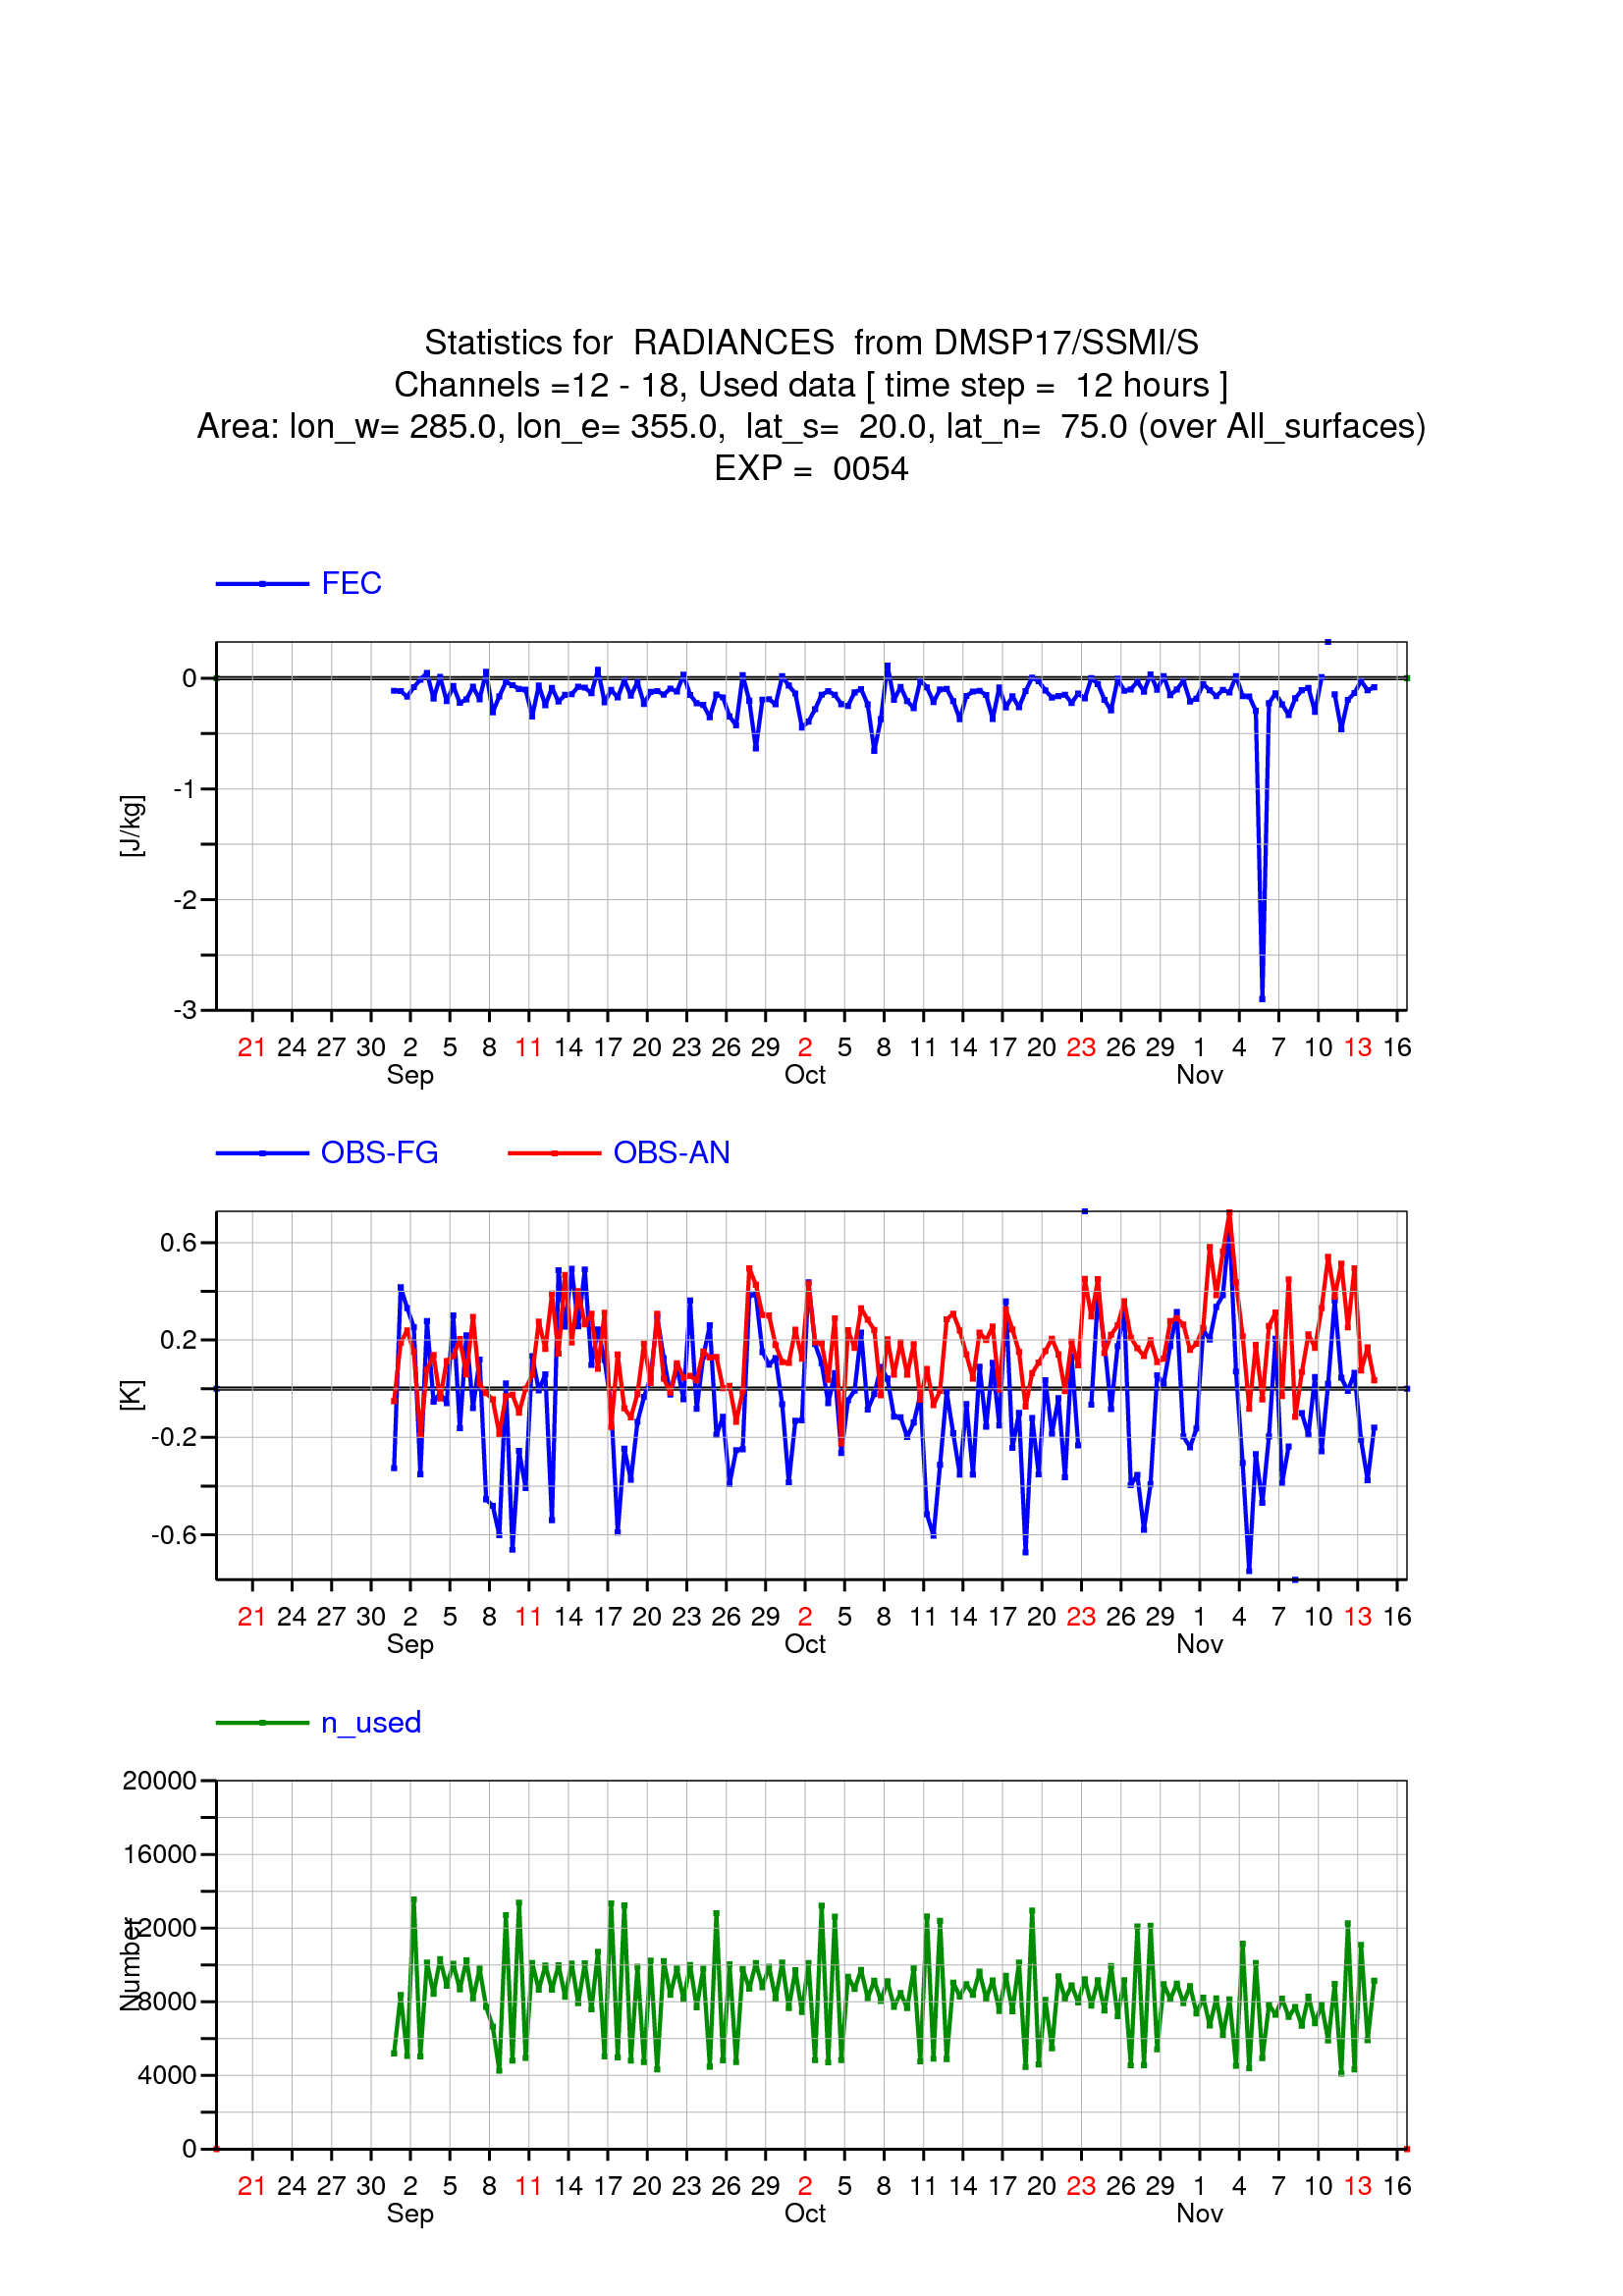 Statistics for  RADIANCES  from DMSP17/SSMI/S
Channels =12 - 18, Used data [ time step =  12 hours ]
Area: lon_w= 285.0, lon_e= 355.0,  lat_s=  20.0, lat_n=  75.0 (over All_surfaces)
EXP =  0054
FEC
0
-1
-2
-3
[J/kg]
21 24 27 30 2 5 8 11 14 17 20 23 26 29 2 5 8 11 14 17 20 23 26 29 1 4 7 10 13 16
Sep Oct Nov
OBS-FG OBS-AN
0.6
0.2
-0.2
-0.6
[K]
21 24 27 30 2 5 8 11 14 17 20 23 26 29 2 5 8 11 14 17 20 23 26 29 1 4 7 10 13 16
Sep Oct Nov
n_used
20000
16000
12000
8000
4000
0
Number
21 24 27 30 2 5 8 11 14 17 20 23 26 29 2 5 8 11 14 17 20 23 26 29 1 4 7 10 13 16
Sep Oct Nov